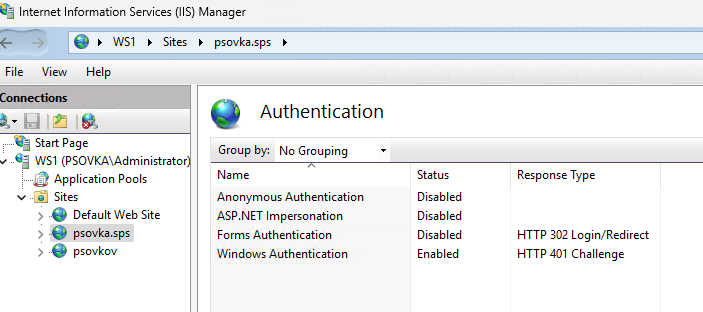 Internet Information Services (IIS) Manager
WS1 Sites psovka.sps
File View Help
Connections
Start Page
WS1 (PSOVKA\Administrator)
Application Pools
Sites
Default Web Site
psovka.sps
psovkov
Authentication
Group by: No Grouping
Name Status Response Type
Anonymous Authentication Disabled
ASP.NET Impersonation Disabled
Forms Authentication Disabled HTTP 302 Login/Redirect
Windows Authentication Enabled HTTP 401 Challenge